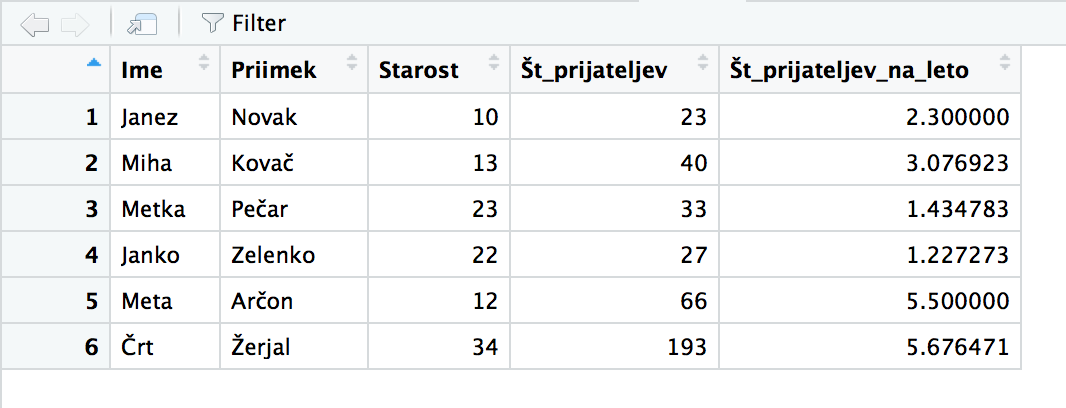 Filter
Ime Priimek Starost Št_prijateljev Št_prijateljev_na_leto
1 Janez Novak 10 23 2.300000
2 Miha Kovač 13 40 3.076923
3 Metka Pečar 23 33 1.434783
4 Janko Zelenko 22 27 1.227273
5 Meta Arčon 12 66 5.500000
6 Črt Žerjal 34 193 5.676471